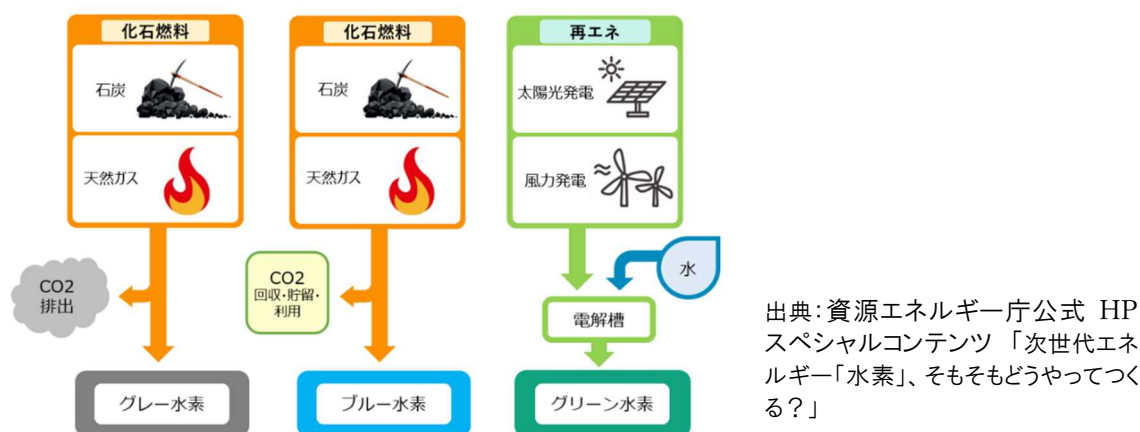 化石燃料
石炭
天然ガス
CO2
排出
グレー水素
化石燃料
石炭
天然ガス
CO2
回収・貯留・
利用
ブルー水素
再エネ
太陽光発電
風力発電
水
電解槽
グリーン水素
出典：資源エネルギー庁公式 HP
スペシャルコンテンツ 「次世代エネ
ルギー「水素」、そもそもどうやってつく
る？」